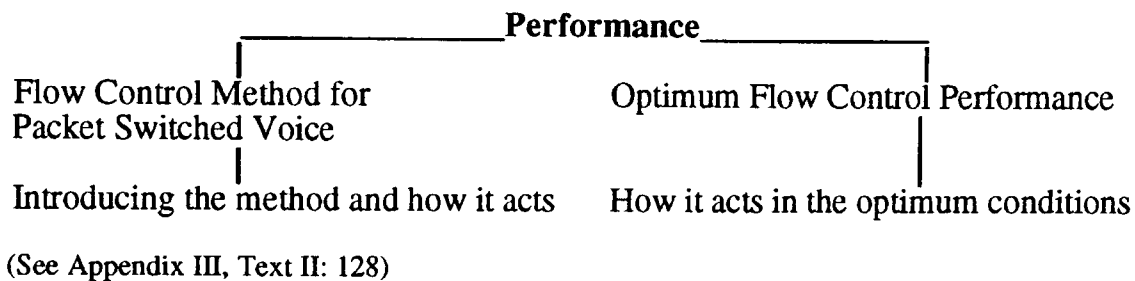 Performance
Flow Control Method for
Packet Switched Voice
Optimum Flow Control Performance
Introducing the method and how it acts
How it acts in the optimum conditions
(See Appendix III, Text II: 128)